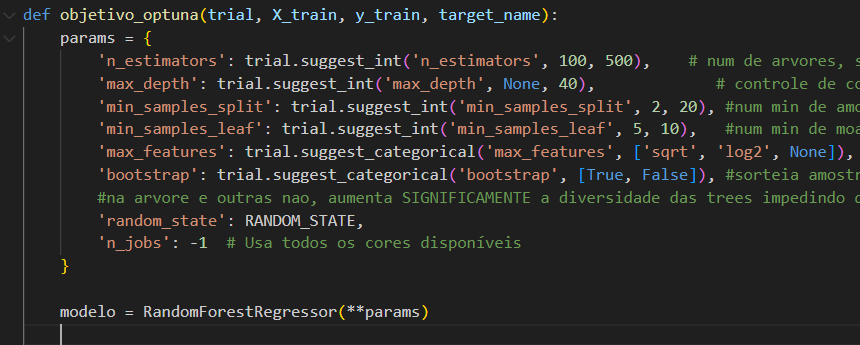 def objetivo_optuna(trial, X_train, y_train, target_name):
params = {
'n_estimators': trial.suggest_int('n_estimators', 100, 500), # num de arvores,
'max_depth': trial.suggest_int('max_depth', None, 40), # controle de
'min_samples_split': trial.suggest_int('min_samples_split', 2, 20), #num min de
'min_samples_leaf': trial.suggest_int('min_samples_leaf', 5, 10), #num min de
'max_features': trial.suggest_categorical('max_features', ['sqrt', 'log2', None]),
'bootstrap': trial.suggest_categorical('bootstrap', [True, False]), #sorteia
#na arvore e outras nao, aumenta SIGNIFICAMENTE a diversidade das trees impedindo
'random_state': RANDOM_STATE,
'n_jobs': -1 # Usa todos os cores disponíveis
}
modelo = RandomForestRegressor(**params)